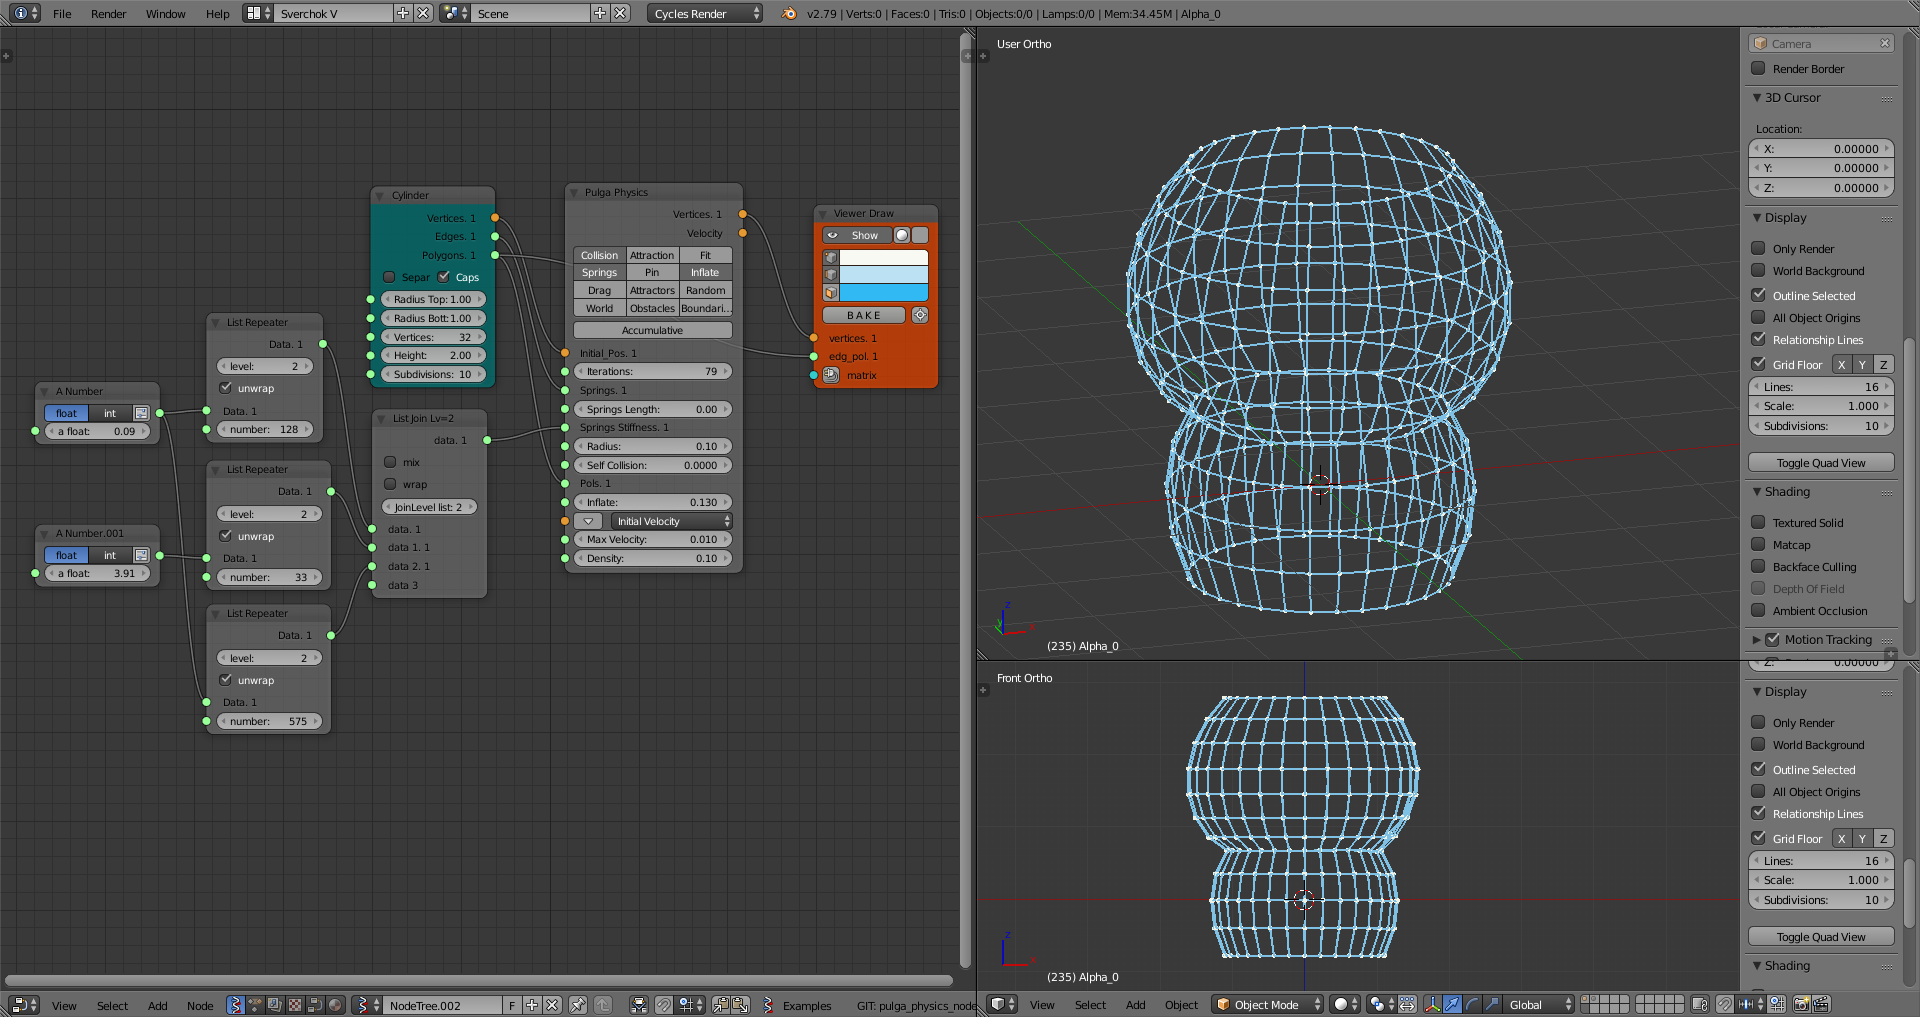 File Render Window Help Sverchok V Scene Cycles Render v2.79 | Verts:0 | Faces:0 | Tris:0 | Objects:0/0 | Lamps:0/0 | Mem:34.45M | Alpha_0
A Number
float int
a float: 0.09
A Number.001
float int
a float: 3.91
List Repeater
Data. 1
level: 2
unwrap
Data. 1
number: 128
List Repeater
Data. 1
level: 2
unwrap
Data. 1
number: 33
List Repeater
Data. 1
level: 2
unwrap
Data. 1
number: 575
Cylinder
Vertices. 1
Edges. 1
Polygons. 1
Separ Caps
Radius Top: 1.00
Radius Bott: 1.00
Vertices: 32
Height: 2.00
Subdivisions: 10
List Join Lv=2
data. 1
mix
wrap
JoinLevel list: 2
data. 1
data 1. 1
data 2. 1
data 3
Pulga Physics
Vertices. 1
Velocity
Collision Attraction Fit
Springs Pin Inflate
Drag Attractors Random
World Obstacles Boundari...
Accumulative
Initial_Pos. 1
Iterations: 79
Springs. 1
Springs Length: 0.00
Springs Stiffness. 1
Radius: 0.10
Self Collision: 0.0000
Pols. 1
Inflate: 0.130
Initial Velocity
Max Velocity: 0.010
Density: 0.10
Viewer Draw
Show
BAKE
vertices. 1
edg_pol. 1
matrix
View Select Add Node NodeTree.002 F Examples GIT: pulga_physics_node
User Ortho
z
(235) Alpha_0
Front Ortho
z
(235) Alpha_0
View Select Add Object Object Mode Global
Camera
Render Border
3D Cursor
Location:
X: 0.00000
Y: 0.00000
Z: 0.00000
Display
Only Render
World Background
Outline Selected
All Object Origins
Relationship Lines
Grid Floor X Y Z
Lines: 16
Scale: 1.000
Subdivisions: 10
Toggle Quad View
Shading
Textured Solid
Matcap
Backface Culling
Depth Of Field
Ambient Occlusion
Motion Tracking
Z: 0.00000
Display
Only Render
World Background
Outline Selected
All Object Origins
Relationship Lines
Grid Floor X Y Z
Lines: 16
Scale: 1.000
Subdivisions: 10
Toggle Quad View
Shading